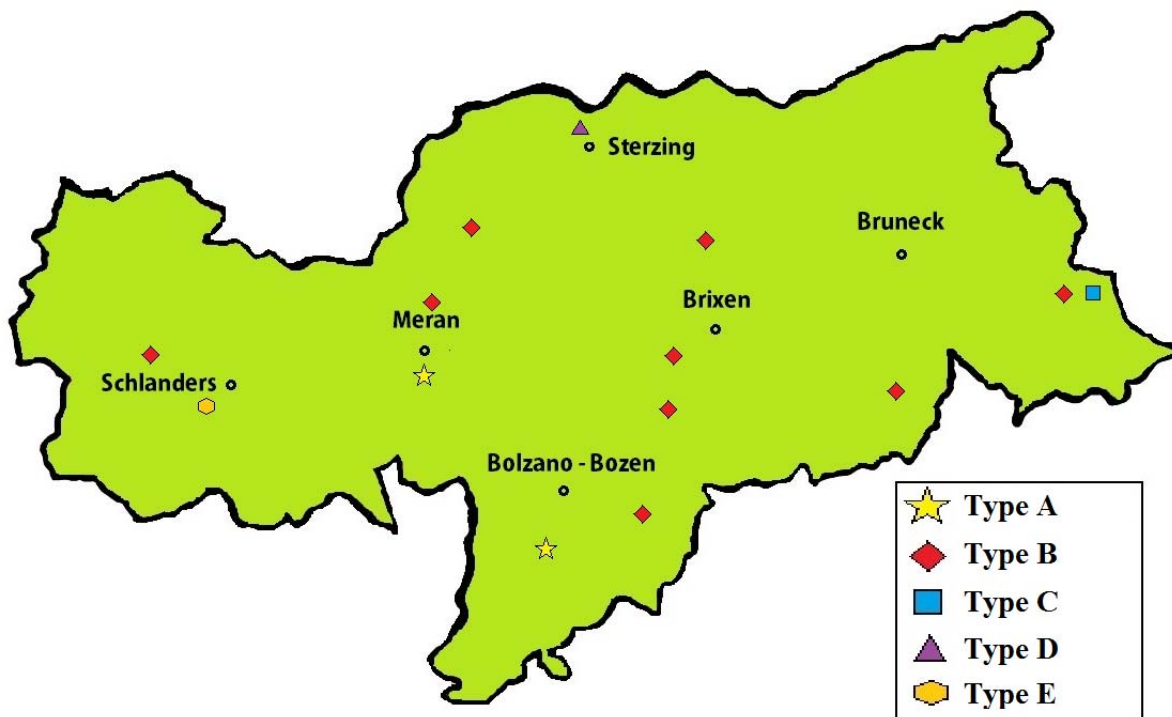 Sterzing
Bruneck
Brixen
Meran
Schlanders
Bolzano - Bozen
Type A
Type B
Type C
Type D
Type E